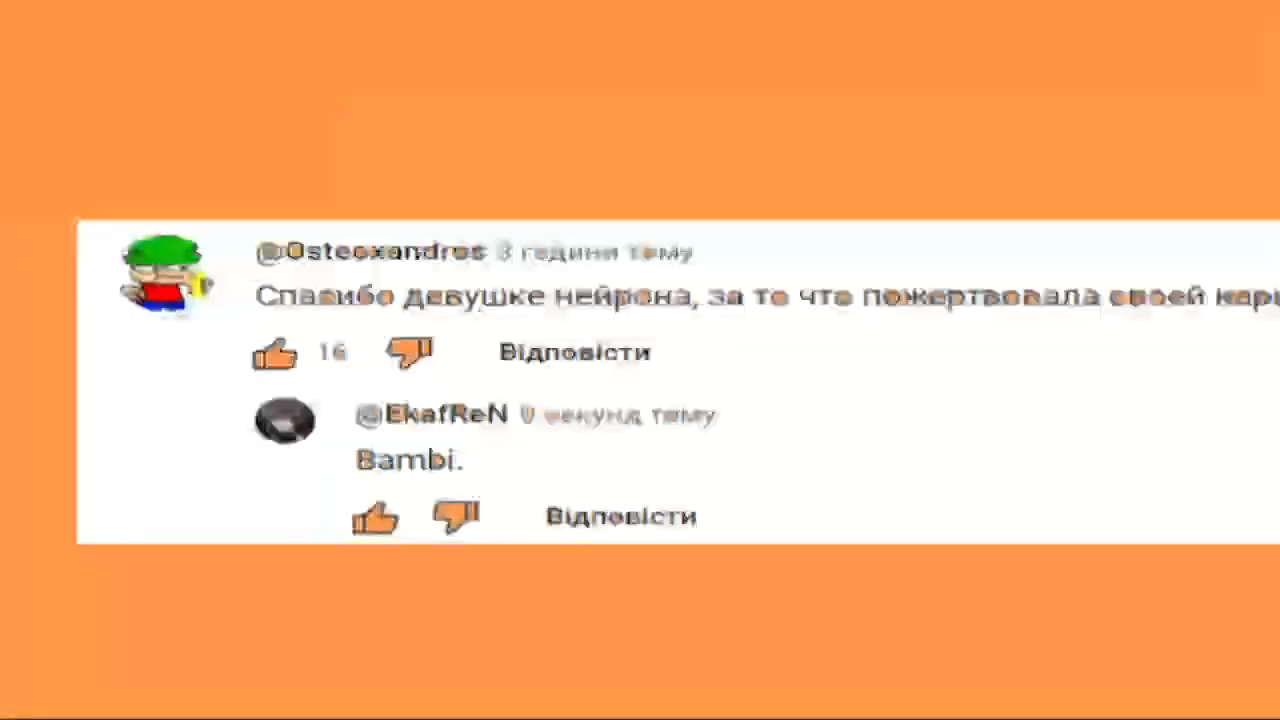 @Osteoxandros 3 години тому
Спасибо девушке нейрона, за то что пожертвовала своей
16 Відповісти
@EkafReN 0 секунд тому
Bambi.
Відповісти